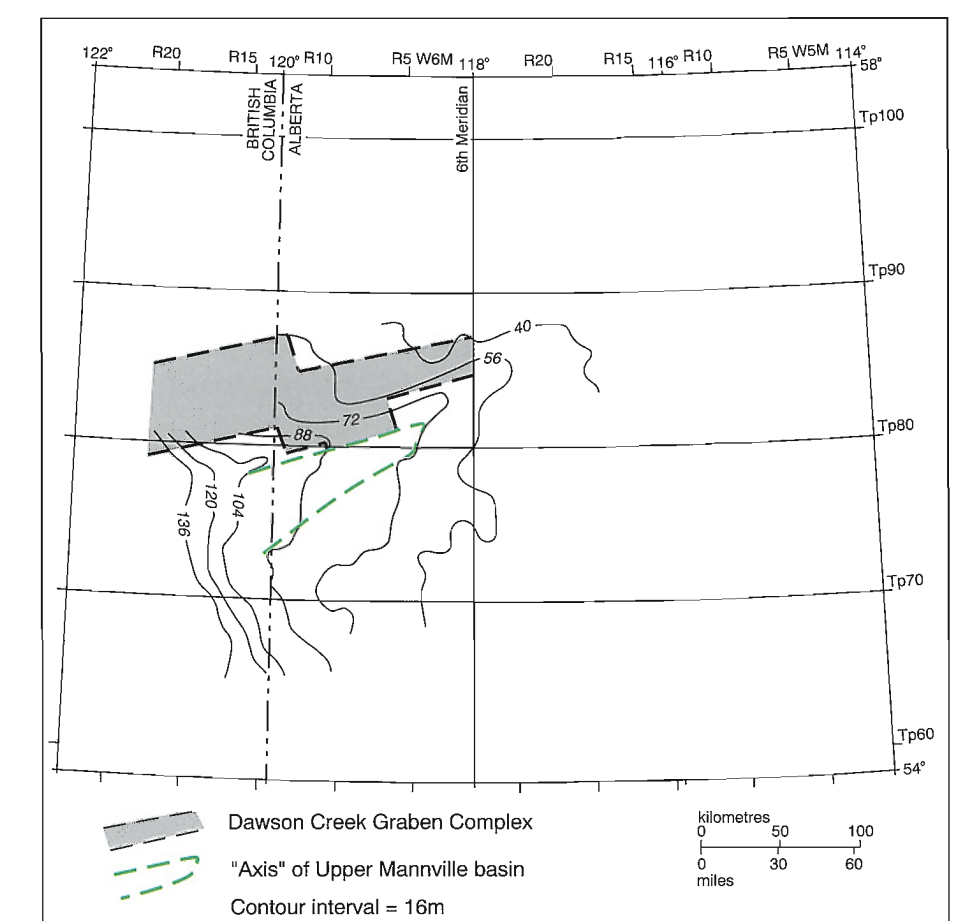 122° R20 R15 120° R10 R5 W6M 118° R20 R15 116° R10 R5 W5M 114°
58°
Tp100
BRITISH
COLUMBIA
ALBERTA
6th Meridian
Tp90
40
56
72
88
Tp80
104
120
136
Tp70
Tp60
54°
Dawson Creek Graben Complex
"Axis" of Upper Mannville basin
Contour interval = 16m
kilometres
0 50 100
0 30 60
miles